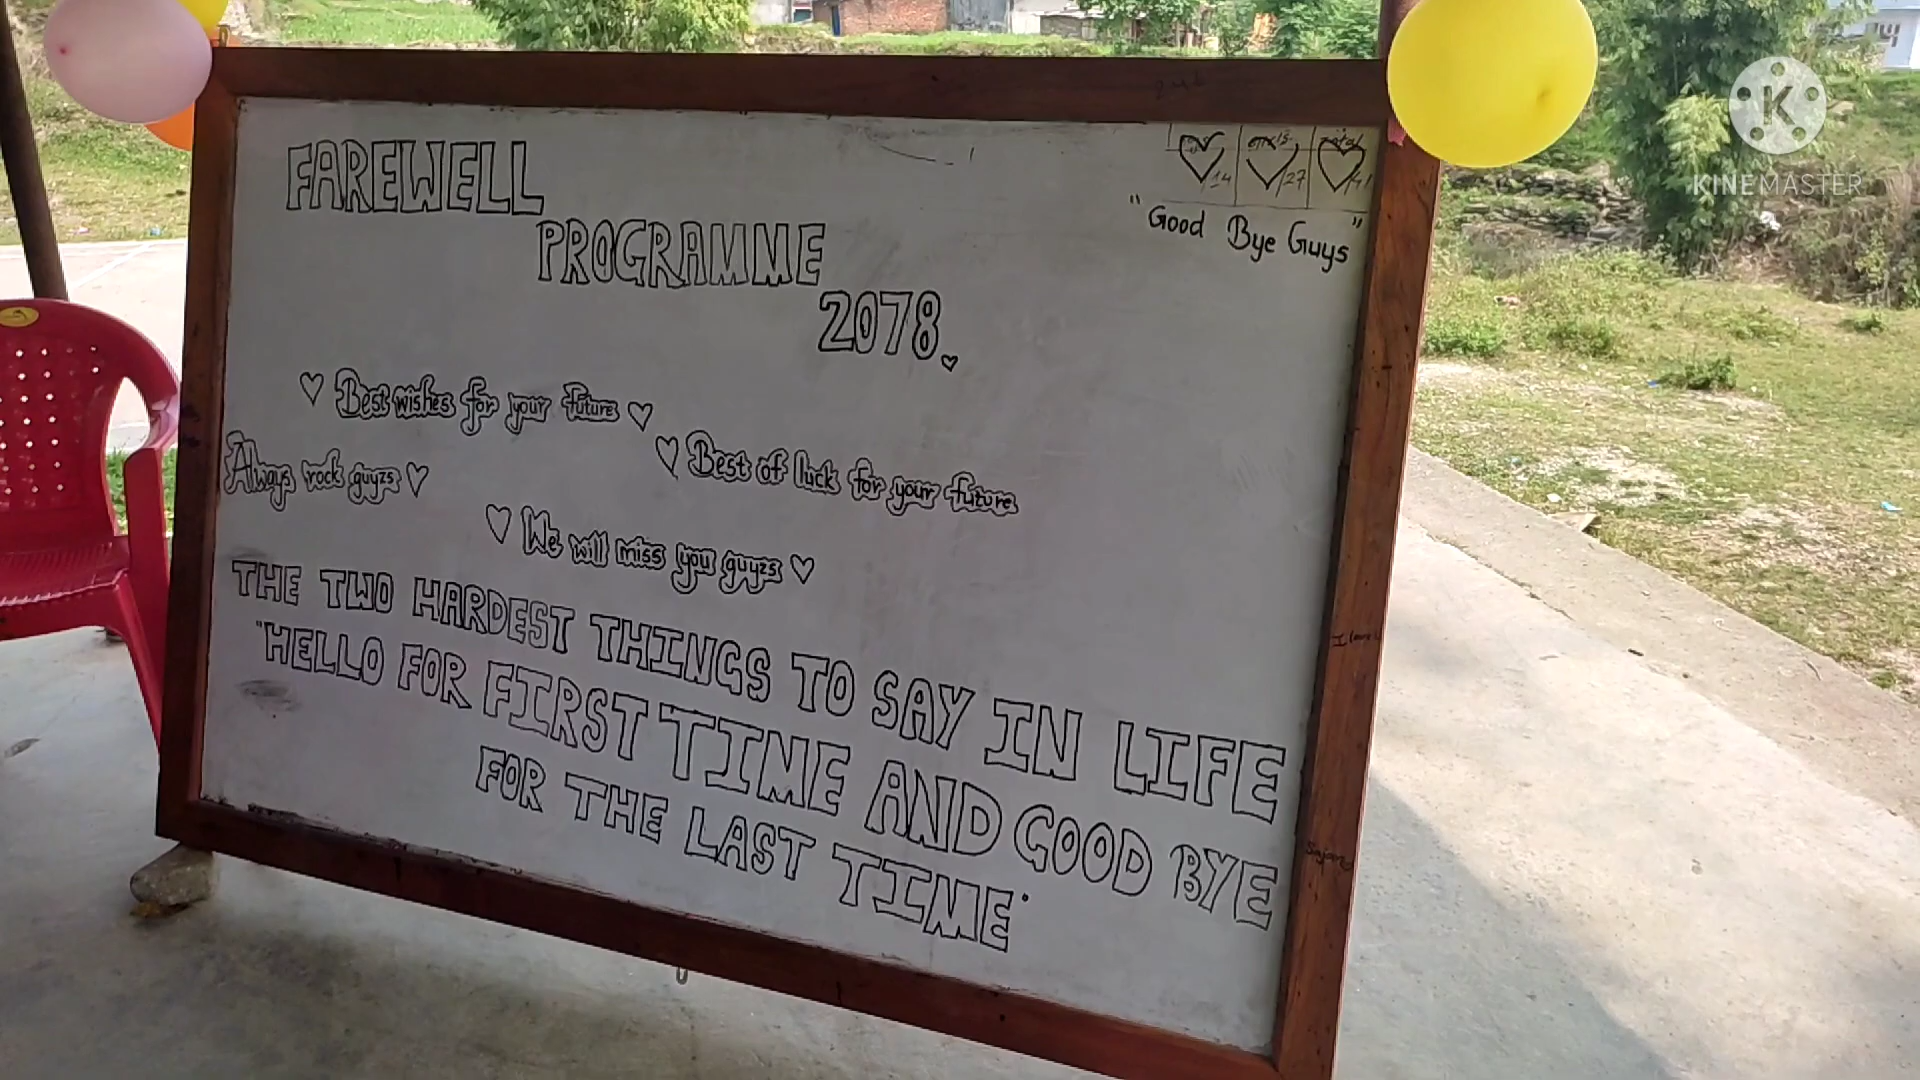 FAREWELL
PROGRAMME
2078.
14 27
"Good Bye Guys"
Best wishes for your future
Always rock guyzs
Best of luck for your future
We will miss you guyzs
THE TWO HARDEST THINGS TO SAY IN LIFE
"HELLO FOR FIRST TIME AND GOOD BYE
FOR THE LAST TIME"
K
KINEMASTER